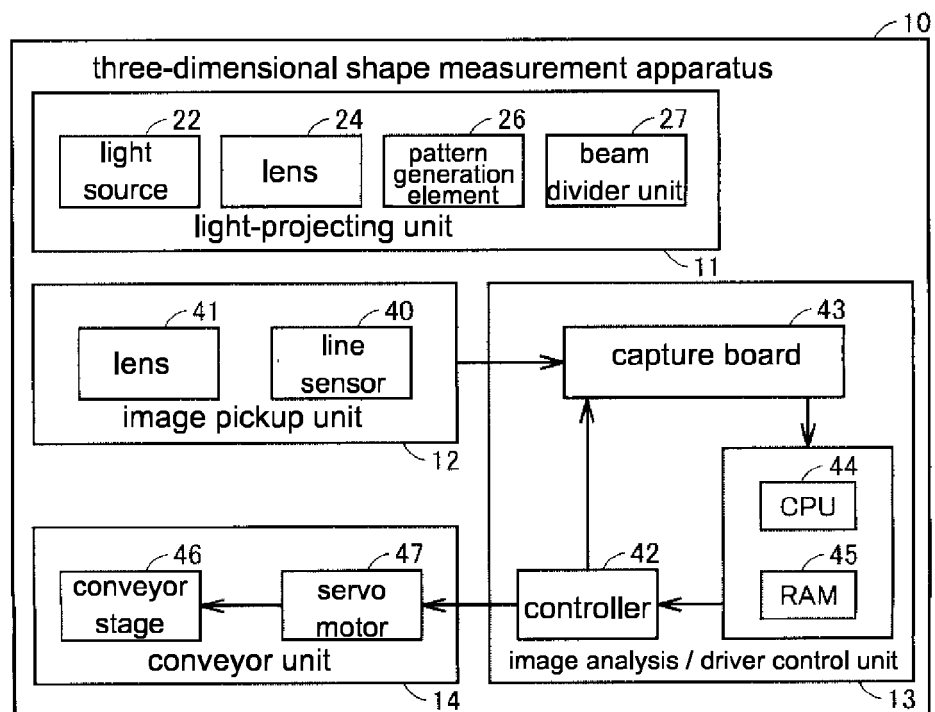 10
three-dimensional shape measurement apparatus
22
light
source
24
lens
26
pattern
generation
element
27
beam
divider unit
light-projecting unit
11
41
lens
40
line
sensor
image pickup unit
12
43
capture board
44
CPU
45
RAM
42
controller
image analysis / driver control unit
13
46
conveyor
stage
47
servo
motor
conveyor unit
14